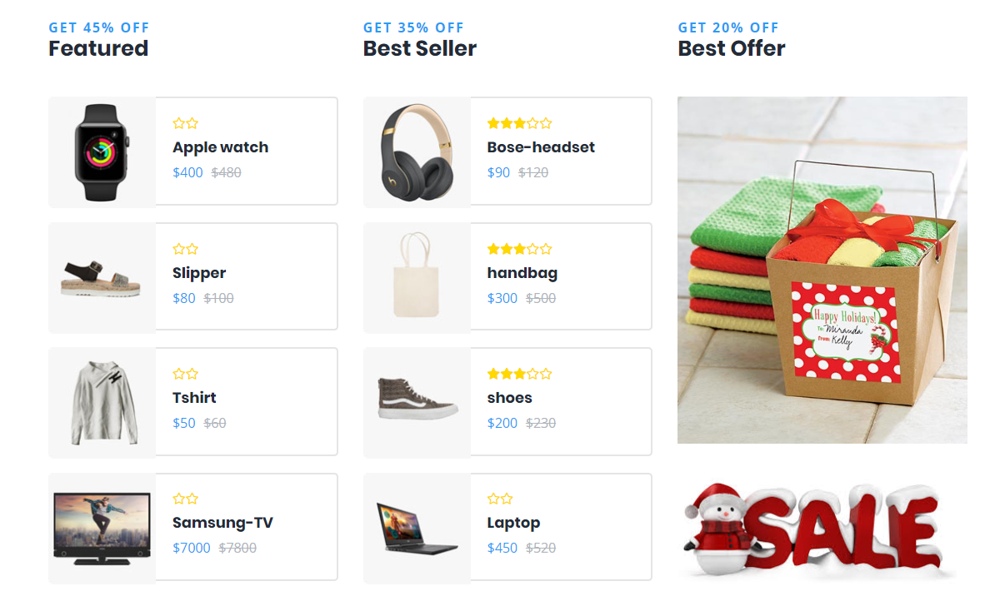 GET 45% OFF
Featured
Apple watch
$400 $480
Slipper
$80 $100
Tshirt
$50 $60
Samsung-TV
$7000 $7800
GET 35% OFF
Best Seller
Bose-headset
$90 $120
handbag
$300 $500
shoes
$200 $230
Laptop
$450 $520
GET 20% OFF
Best Offer
Happy Holidays!
To: Miranda
from: Kelly
SALE